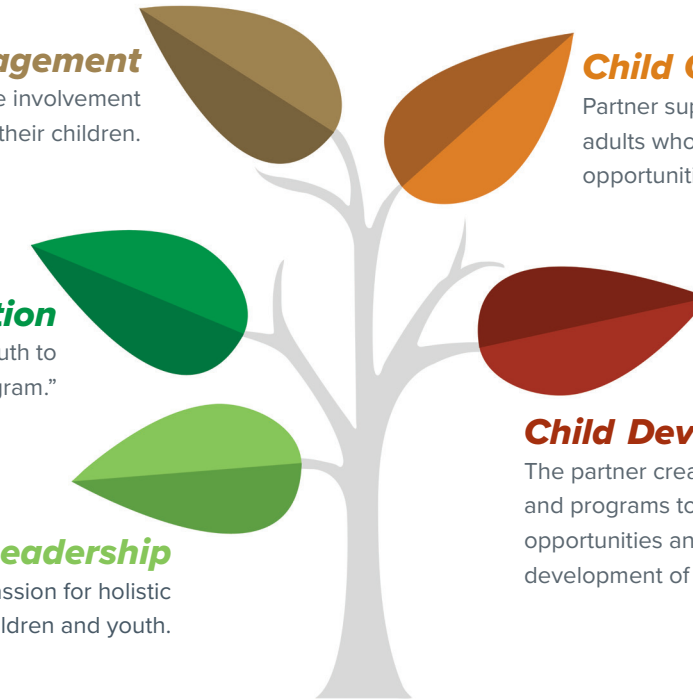 agement
e involvement
their children.
Child
Partner sup
adults who
opportuniti
tion
uth to
gram.”
Child Dev
The partner crea
and programs to
opportunities an
development of
eadership
ssion for holistic
ldren and youth.